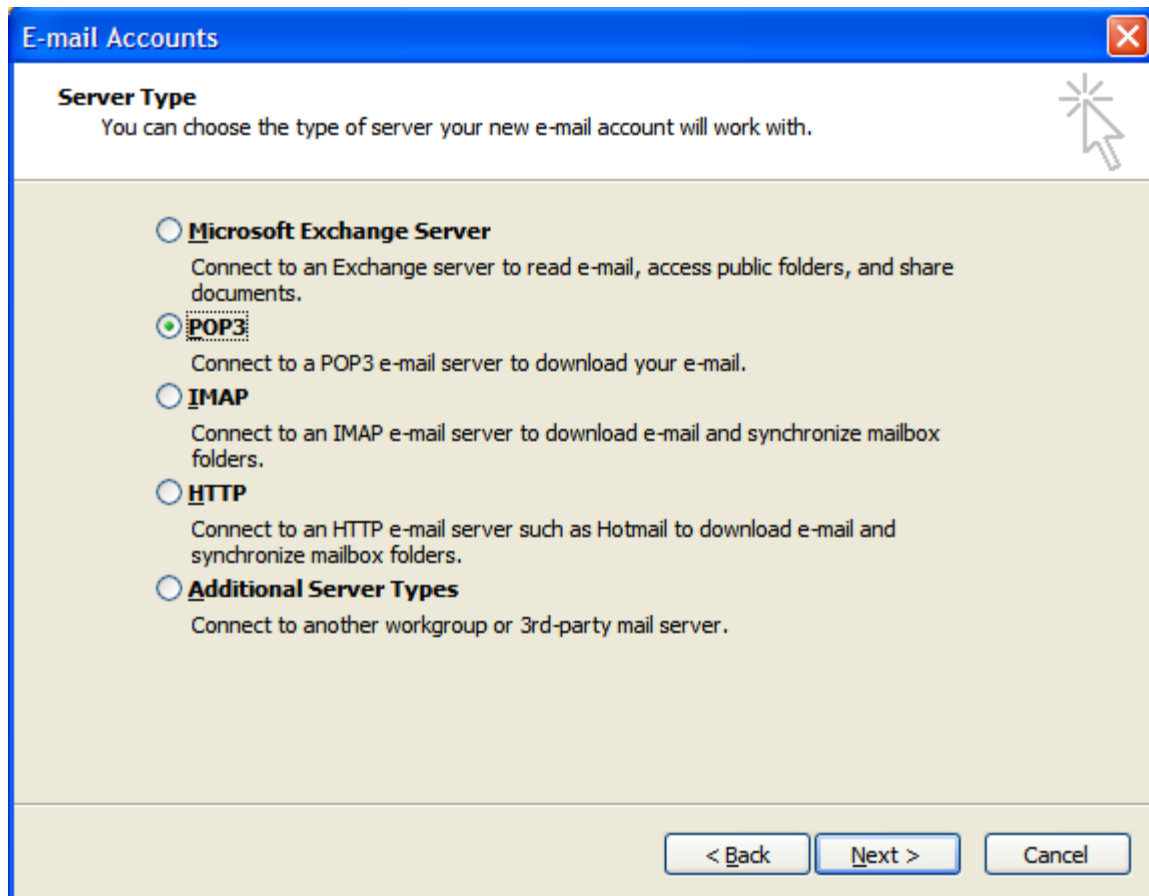 E-mail Accounts
Server Type
You can choose the type of server your new e-mail account will work with.
Microsoft Exchange Server
Connect to an Exchange server to read e-mail, access public folders, and share
documents.
POP3
Connect to a POP3 e-mail server to download your e-mail.
IMAP
Connect to an IMAP e-mail server to download e-mail and synchronize mailbox
folders.
HTTP
Connect to an HTTP e-mail server such as Hotmail to download e-mail and
synchronize mailbox folders.
Additional Server Types
Connect to another workgroup or 3rd-party mail server.
< Back Next > Cancel